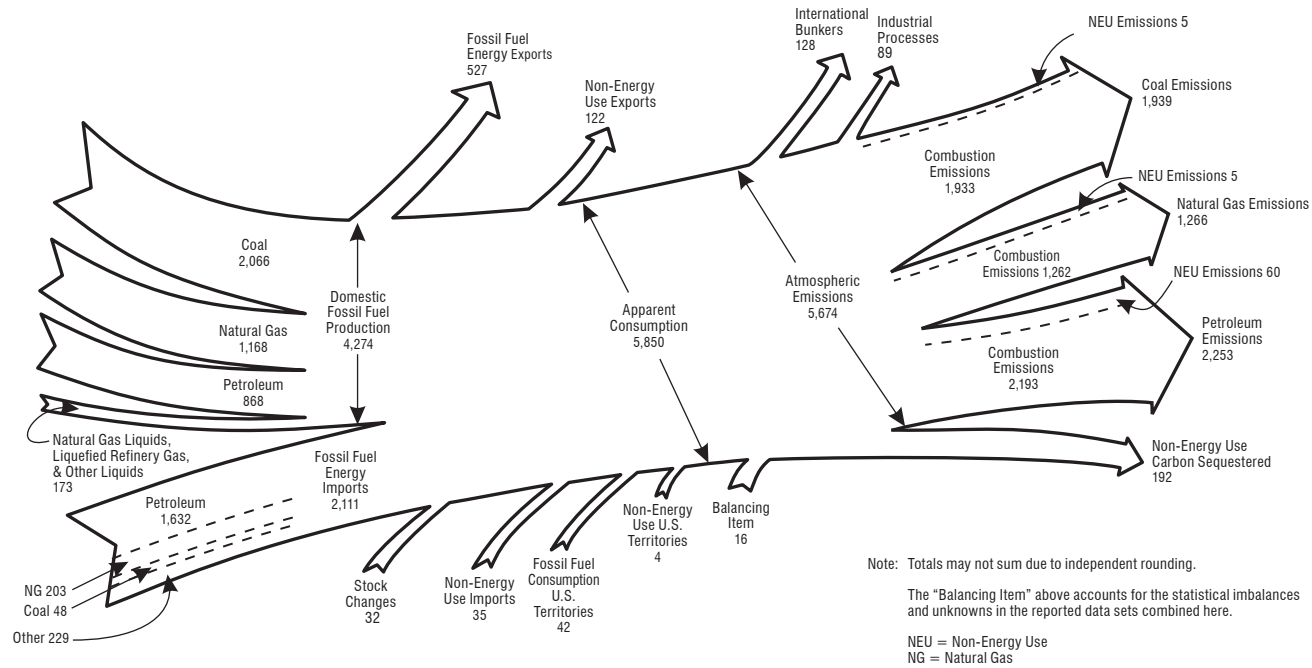 Fossil Fuel
Energy Exports
527
Non-Energy
Use Exports
122
International
Bunkers
128
Industrial
Processes
89
NEU Emissions 5
Coal Emissions
1,939
Combustion
Emissions
1,933
NEU Emissions 5
Natural Gas Emissions
1,266
Combustion
Emissions 1,262
NEU Emissions 60
Petroleum
Emissions
2,253
Combustion
Emissions
2,193
Non-Energy Use
Carbon Sequestered
192
Coal
2,066
Natural Gas
1,168
Petroleum
868
Natural Gas Liquids,
Liquefied Refinery Gas,
& Other Liquids
173
Domestic
Fossil Fuel
Production
4,274
Apparent
Consumption
5,850
Atmospheric
Emissions
5,674
Fossil Fuel
Energy
Imports
2,111
Petroleum
1,632
NG 203
Coal 48
Other 229
Stock
Changes
32
Non-Energy
Use Imports
35
Fossil Fuel
Consumption
U.S.
Territories
42
Non-Energy
Use U.S.
Territories
4
Balancing
Item
16
Note: Totals may not sum due to independent rounding.
The “Balancing Item” above accounts for the statistical imbalances
and unknowns in the reported data sets combined here.
NEU = Non-Energy Use
NG = Natural Gas